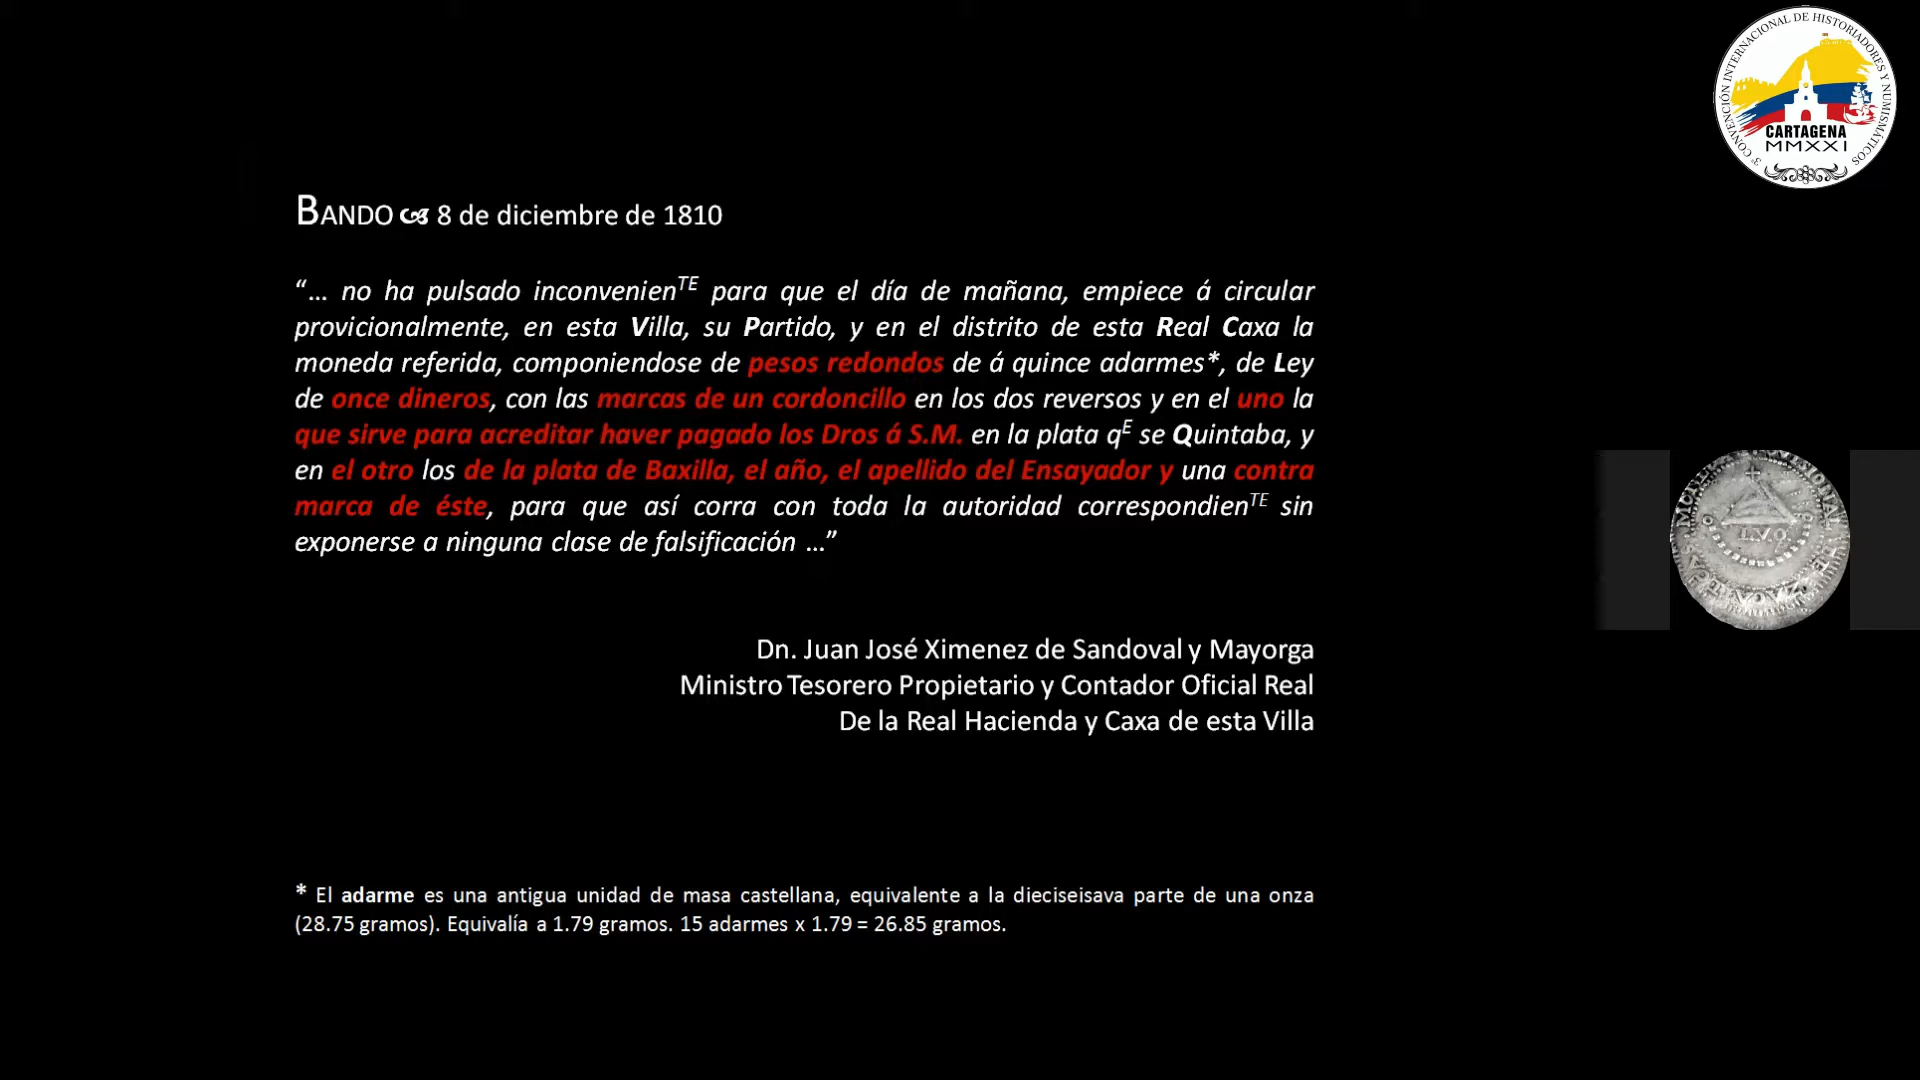 BANDO 8 de diciembre de 1810
“... no ha pulsado inconvenienTE para que el día de mañana, empiece á circular
provicionalmente, en esta Villa, su Partido, y en el distrito de esta Real Caxa la
moneda referida, componiendose de pesos redondos de á quince adarmes*, de Ley
de once dineros, con las marcas de un cordoncillo en los dos reversos y en el uno la
que sirve para acreditar haver pagado los Dros á S.M. en la plata qE se Quintaba, y
en el otro los de la plata de Baxilla, el año, el apellido del Ensayador y una contra
marca de éste, para que así corra con toda la autoridad correspondienTE sin
exponerse a ninguna clase de falsificación ...”
Dn. Juan José Ximenez de Sandoval y Mayorga
Ministro Tesorero Propietario y Contador Oficial Real
De la Real Hacienda y Caxa de esta Villa
* El adarme es una antigua unidad de masa castellana, equivalente a la dieciseisava parte de una onza
(28.75 gramos). Equivalía a 1.79 gramos. 15 adarmes x 1.79 = 26.85 gramos.
3ª CONVENCIÓN INTERNACIONAL DE HISTORIADORES Y NUMISMÁTICOS
CARTAGENA
MMXXI
L.V.O.